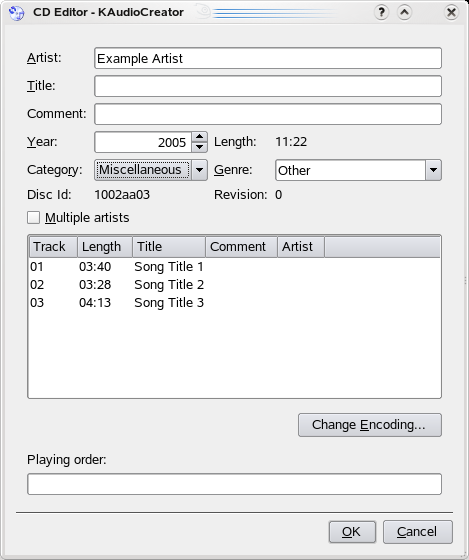 CD Editor - KAudioCreator
Artist: Example Artist
Title:
Comment:
Year: 2005 Length: 11:22
Category: Miscellaneous Genre: Other
Disc Id: 1002aa03 Revision: 0
Multiple artists
Track Length Title Comment Artist
01 03:40 Song Title 1
02 03:28 Song Title 2
03 04:13 Song Title 3
Change Encoding...
Playing order:
OK Cancel